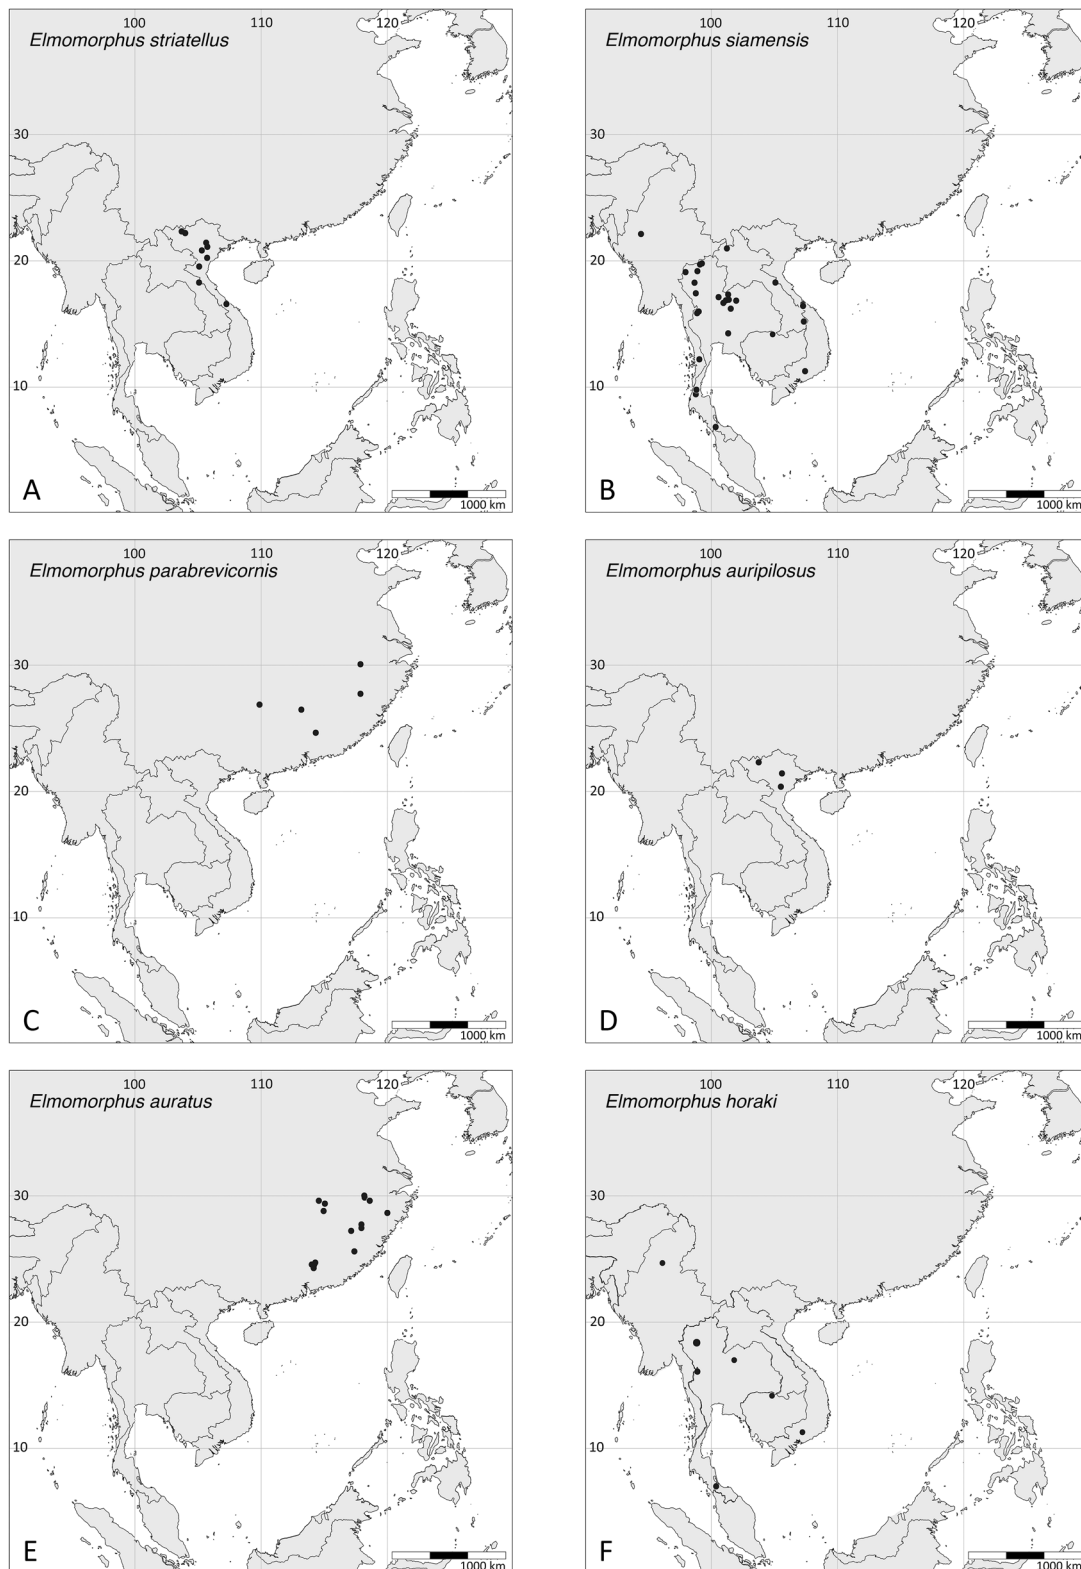 100 110 120
Elmomorphus striatellus
30
20
10
A
1000 km
100 110 120
Elmomorphus siamensis
30
20
10
B
1000 km
100 110 120
Elmomorphus parabrevicornis
30
20
10
C
1000 km
100 110 120
Elmomorphus auripilosus
30
20
10
D
1000 km
100 110 120
Elmomorphus auratus
30
20
10
E
1000 km
100 110 120
Elmomorphus horaki
30
20
10
F
1000 km